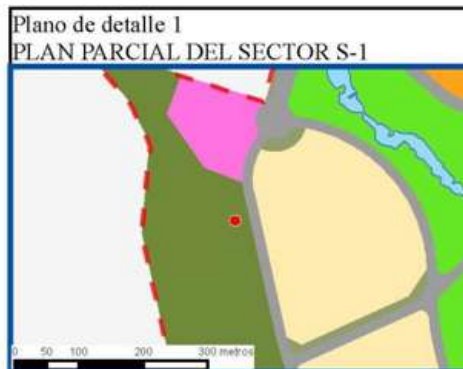 Plano de detalle 1
PLAN PARCIAL DEL SECTOR S-1
0 50 100 200 300 metros